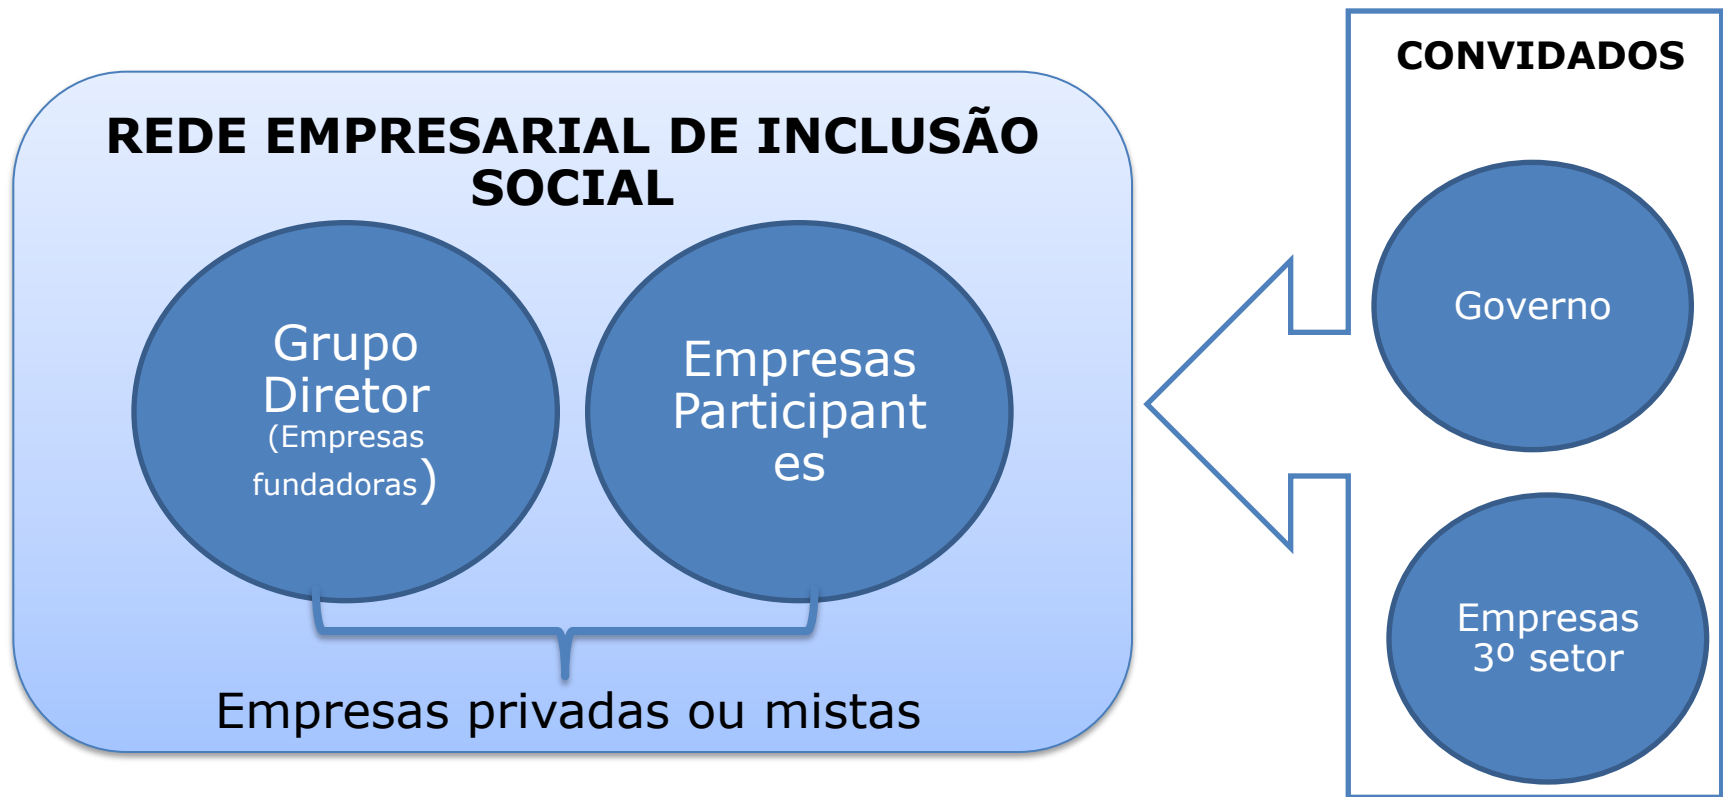 REDE EMPRESARIAL DE INCLUSÃO
SOCIAL
Grupo
Diretor
(Empresas
fundadoras)
Empresas
Participant
es
Empresas privadas ou mistas
CONVIDADOS
Governo
Empresas
3º setor